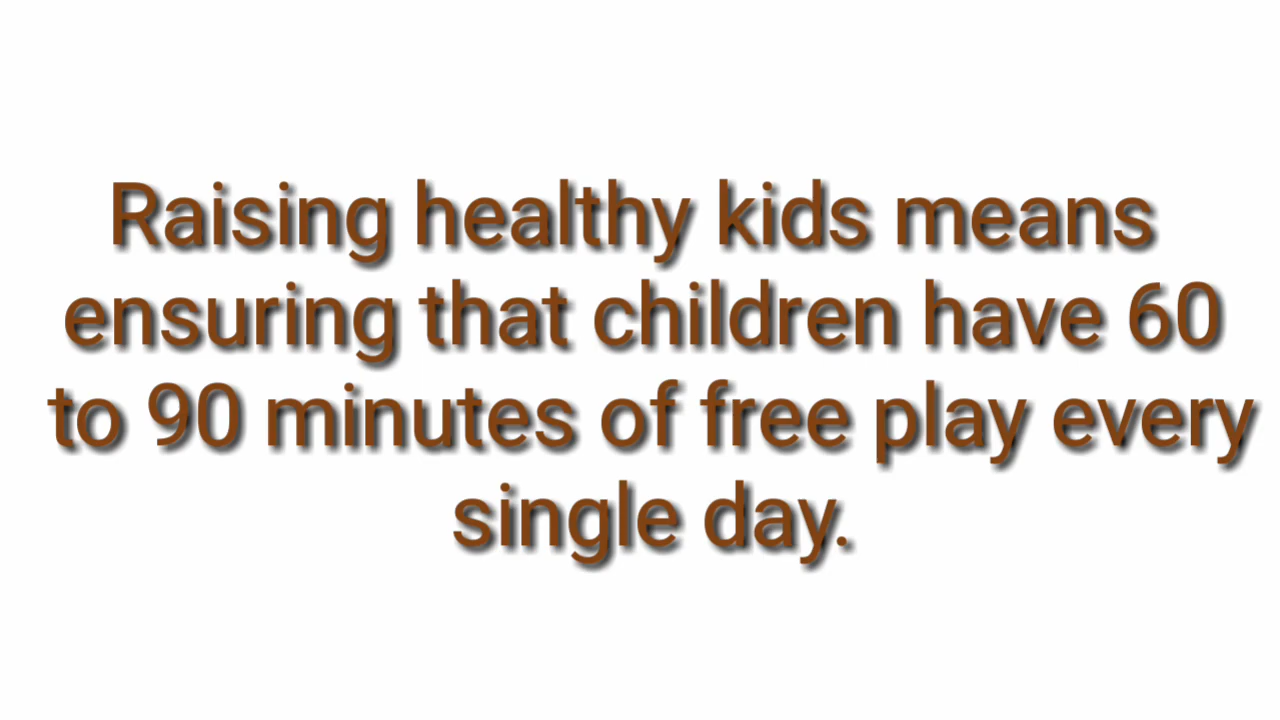 Raising healthy kids means
ensuring that children have 60
to 90 minutes of free play every
single day.